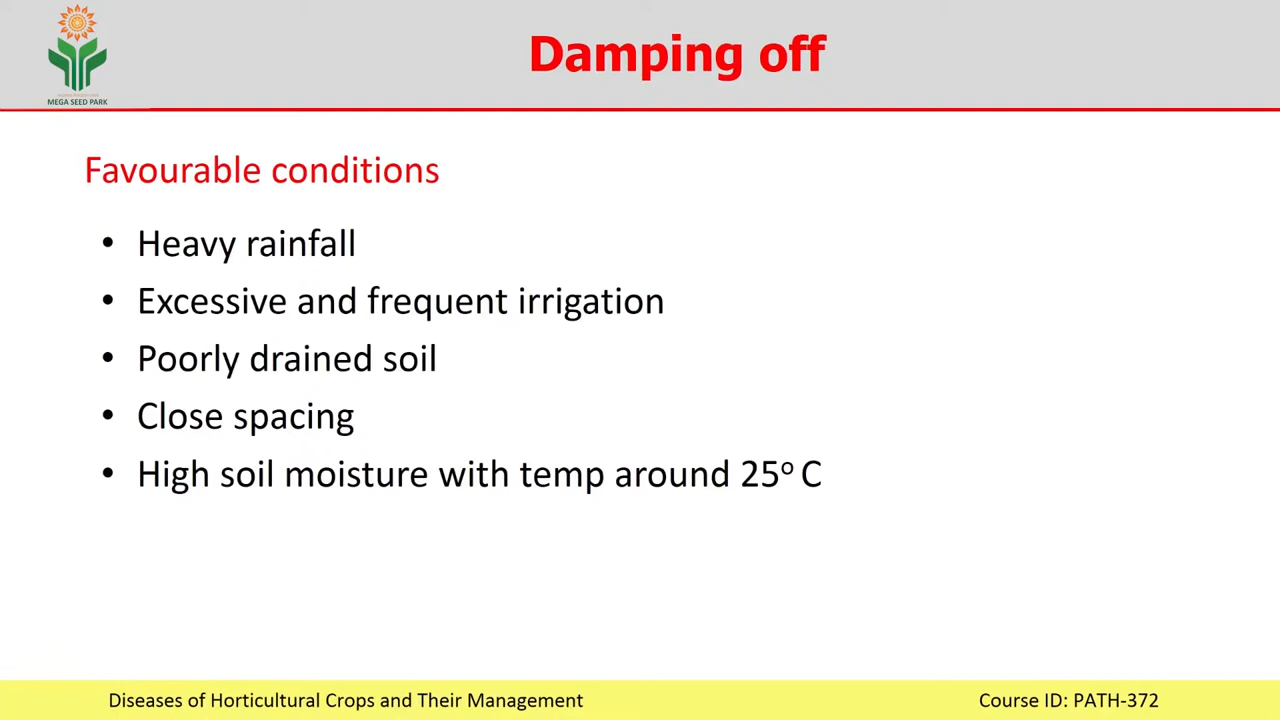 Damping off
MEGA SEED PARK
Favourable conditions
• Heavy rainfall
• Excessive and frequent irrigation
• Poorly drained soil
• Close spacing
• High soil moisture with temp around 25º C
Diseases of Horticultural Crops and Their Management
Course ID: PATH-372